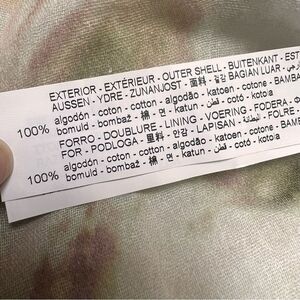 EXTERIOR - EXTÉRIEUR - OUTER SHELL - BUITENKANT - EST
AUSSEN - YDRE - ZUNANJOST - 面料 - 겉감 BAGIAN LUAR -
100% algodón - coton - cotton - algodão - katoen - cotone - BAMBA
bomuld - bombaž - 棉 - 면 - katun - قطن - cotó - kotoia
FORRO - DOUBLURE - LINING - VOERING - FODERA -
FOR - PODLOGA - 里料 - 안감 - LAPISAN - - FOLRE -
100% algodón - coton - cotton - algodão - katoen - cotone - BAM
bomuld - bombaž - 棉 - 면 - katun - قطن - cotó - kotoia